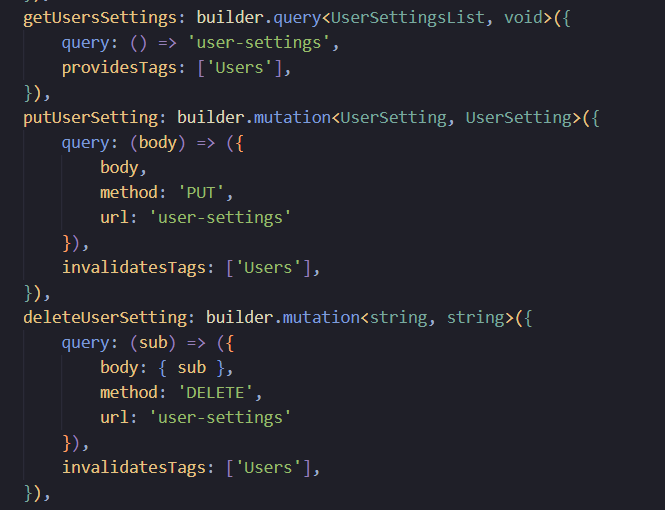 getUsersSettings: builder.query<UserSettingsList, void>({
    query: () => 'user-settings',
    providesTags: ['Users'],
}),
putUserSetting: builder.mutation<UserSetting, UserSetting>({
    query: (body) => ({
        body,
        method: 'PUT',
        url: 'user-settings'
    }),
    invalidatesTags: ['Users'],
}),
deleteUserSetting: builder.mutation<string, string>({
    query: (sub) => ({
        body: { sub },
        method: 'DELETE',
        url: 'user-settings'
    }),
    invalidatesTags: ['Users'],
}),